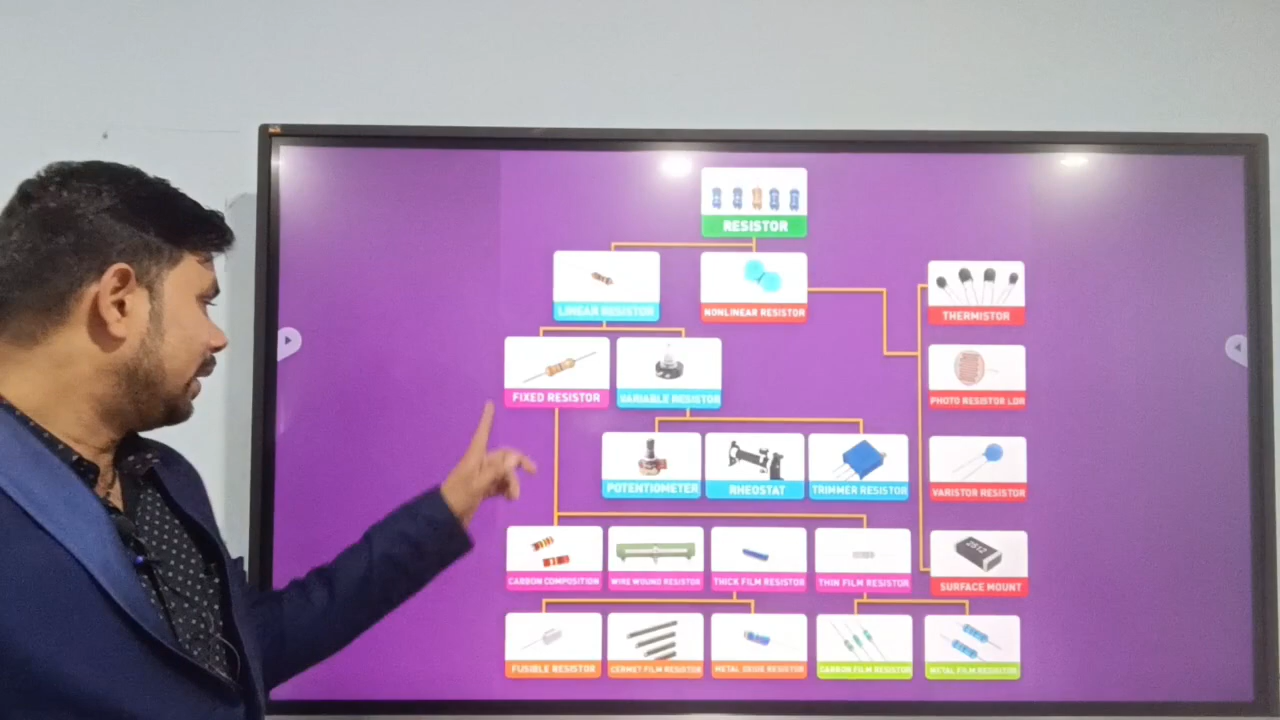 RESISTOR
LINEAR RESISTOR
NONLINEAR RESISTOR
THERMISTOR
FIXED RESISTOR
VARIABLE RESISTOR
PHOTO RESISTOR LDR
POTENTIOMETER
RHEOSTAT
TRIMMER RESISTOR
VARISTOR RESISTOR
2512
CARBON COMPOSITION
WIRE WOUND RESISTOR
THICK FILM RESISTOR
THIN FILM RESISTOR
SURFACE MOUNT
FUSIBLE RESISTOR
CERMET FILM RESISTOR
METAL OXIDE RESISTOR
CARBON FILM RESISTOR
METAL FILM RESISTOR